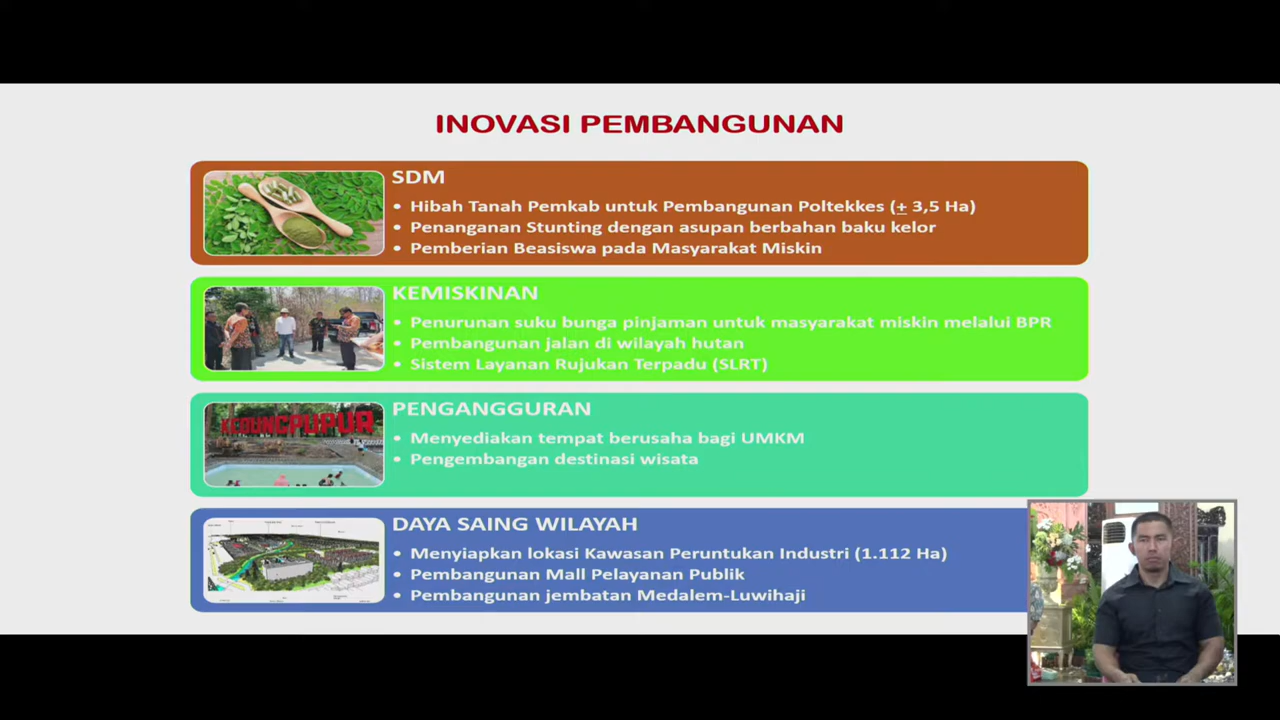 INOVASI PEMBANGUNAN
SDM
• Hibah Tanah Pemkab untuk Pembangunan Poltekkes (+ 3,5 Ha)
• Penanganan Stunting dengan asupan berbahan baku kelor
• Pemberian Beasiswa pada Masyarakat Miskin
KEMISKINAN
• Penurunan suku bunga pinjaman untuk masyarakat miskin melalui BPR
• Pembangunan jalan di wilayah hutan
• Sistem Layanan Rujukan Terpadu (SLRT)
KEBUNGPUPUR
PENGANGGURAN
• Menyediakan tempat berusaha bagi UMKM
• Pengembangan destinasi wisata
DAYA SAING WILAYAH
• Menyiapkan lokasi Kawasan Peruntukan Industri (1.112 Ha)
• Pembangunan Mall Pelayanan Publik
• Pembangunan jembatan Medalem-Luwihaji